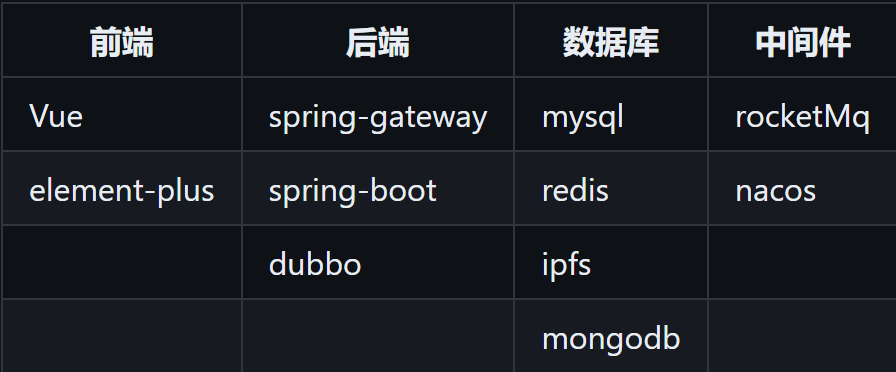 前端 后端 数据库 中间件
Vue spring-gateway mysql rocketMq
element-plus spring-boot redis nacos
dubbo ipfs
mongodb